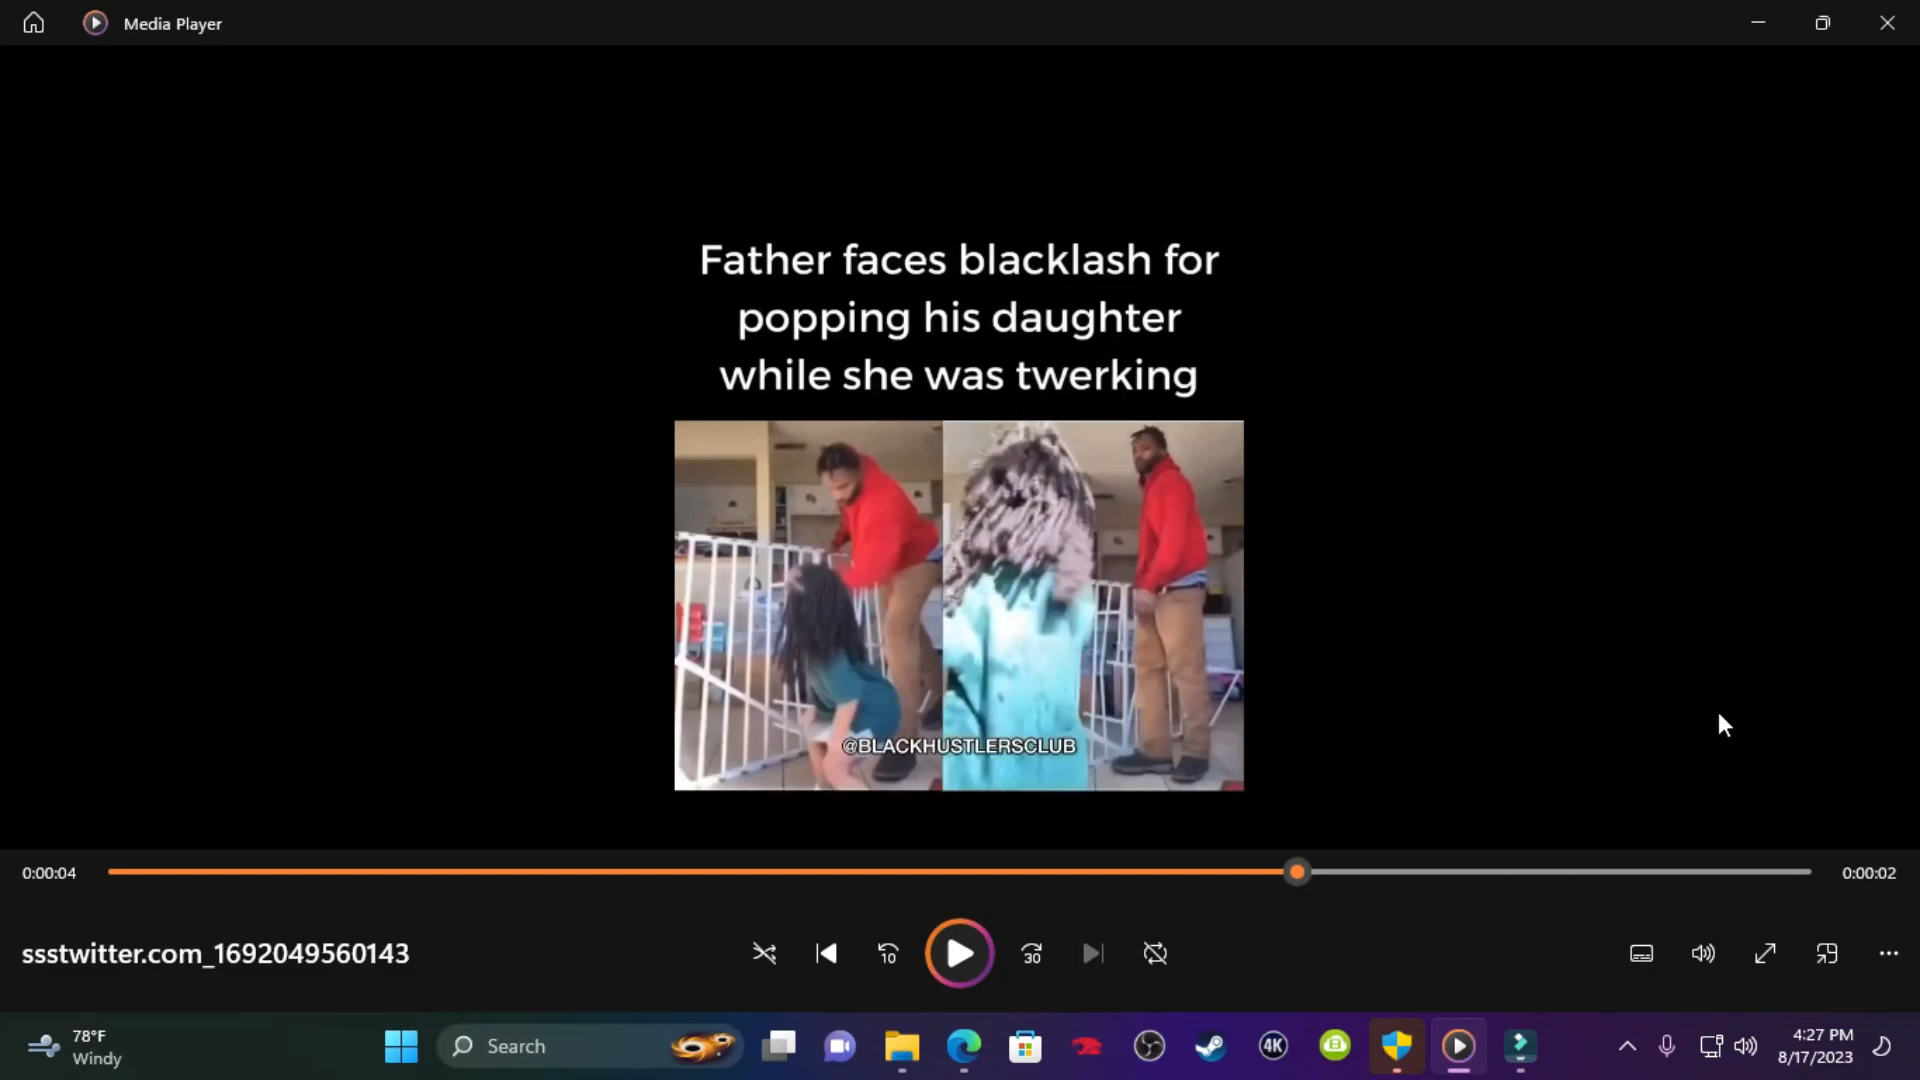 Media Player
Father faces blacklash for
popping his daughter
while she was twerking
@BLACKHUSTLERSCLUB
0:00:04
0:00:02
ssstwitter.com_1692049560143
10
30
78°F
Windy
Search
4K
4:27 PM
8/17/2023